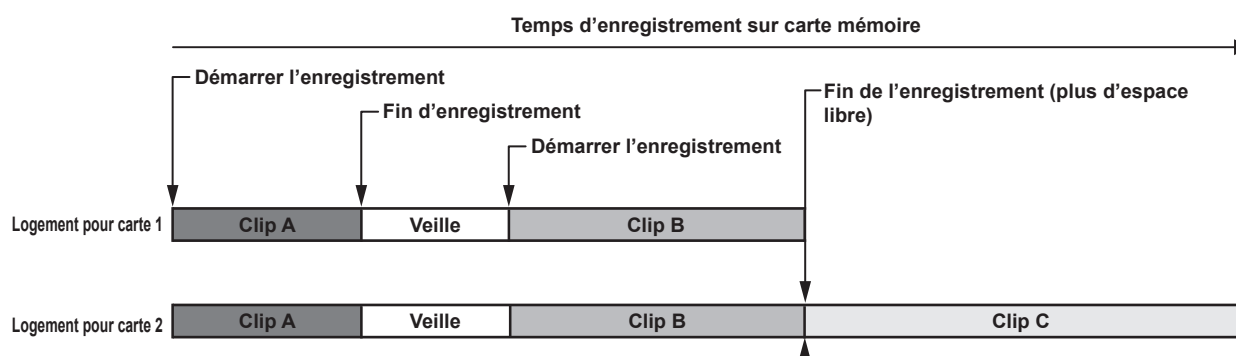 Temps d’enregistrement sur carte mémoire
Démarrer l’enregistrement
Fin d’enregistrement
Démarrer l’enregistrement
Fin de l’enregistrement (plus d’espace
libre)
Logement pour carte 1
Clip A
Veille
Clip B
Logement pour carte 2
Clip A
Veille
Clip B
Clip C